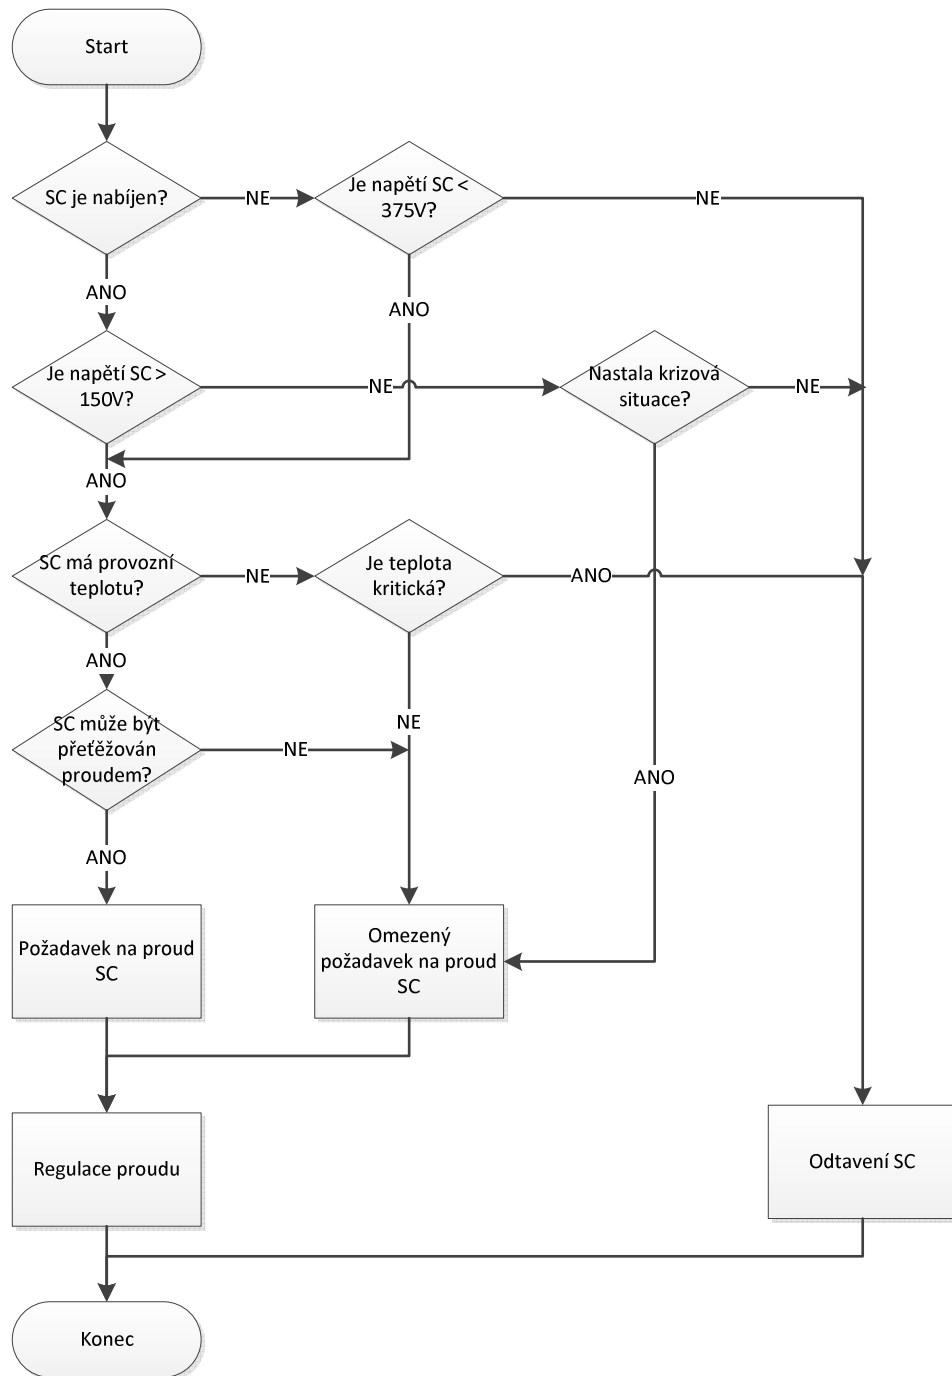 Start
SC je nabíjen?
NE
Je napětí SC <
375V?
NE
ANO
ANO
Je napětí SC >
150V?
NE
Nastala krizová
situace?
NE
ANO
SC má provozní
teplotu?
NE
Je teplota
kritická?
ANO
ANO
NE
SC může být
přeťěžován
proudem?
NE
ANO
ANO
Požadavek na proud
SC
Omezený
požadavek na proud
SC
Regulace proudu
Odtavení SC
Konec